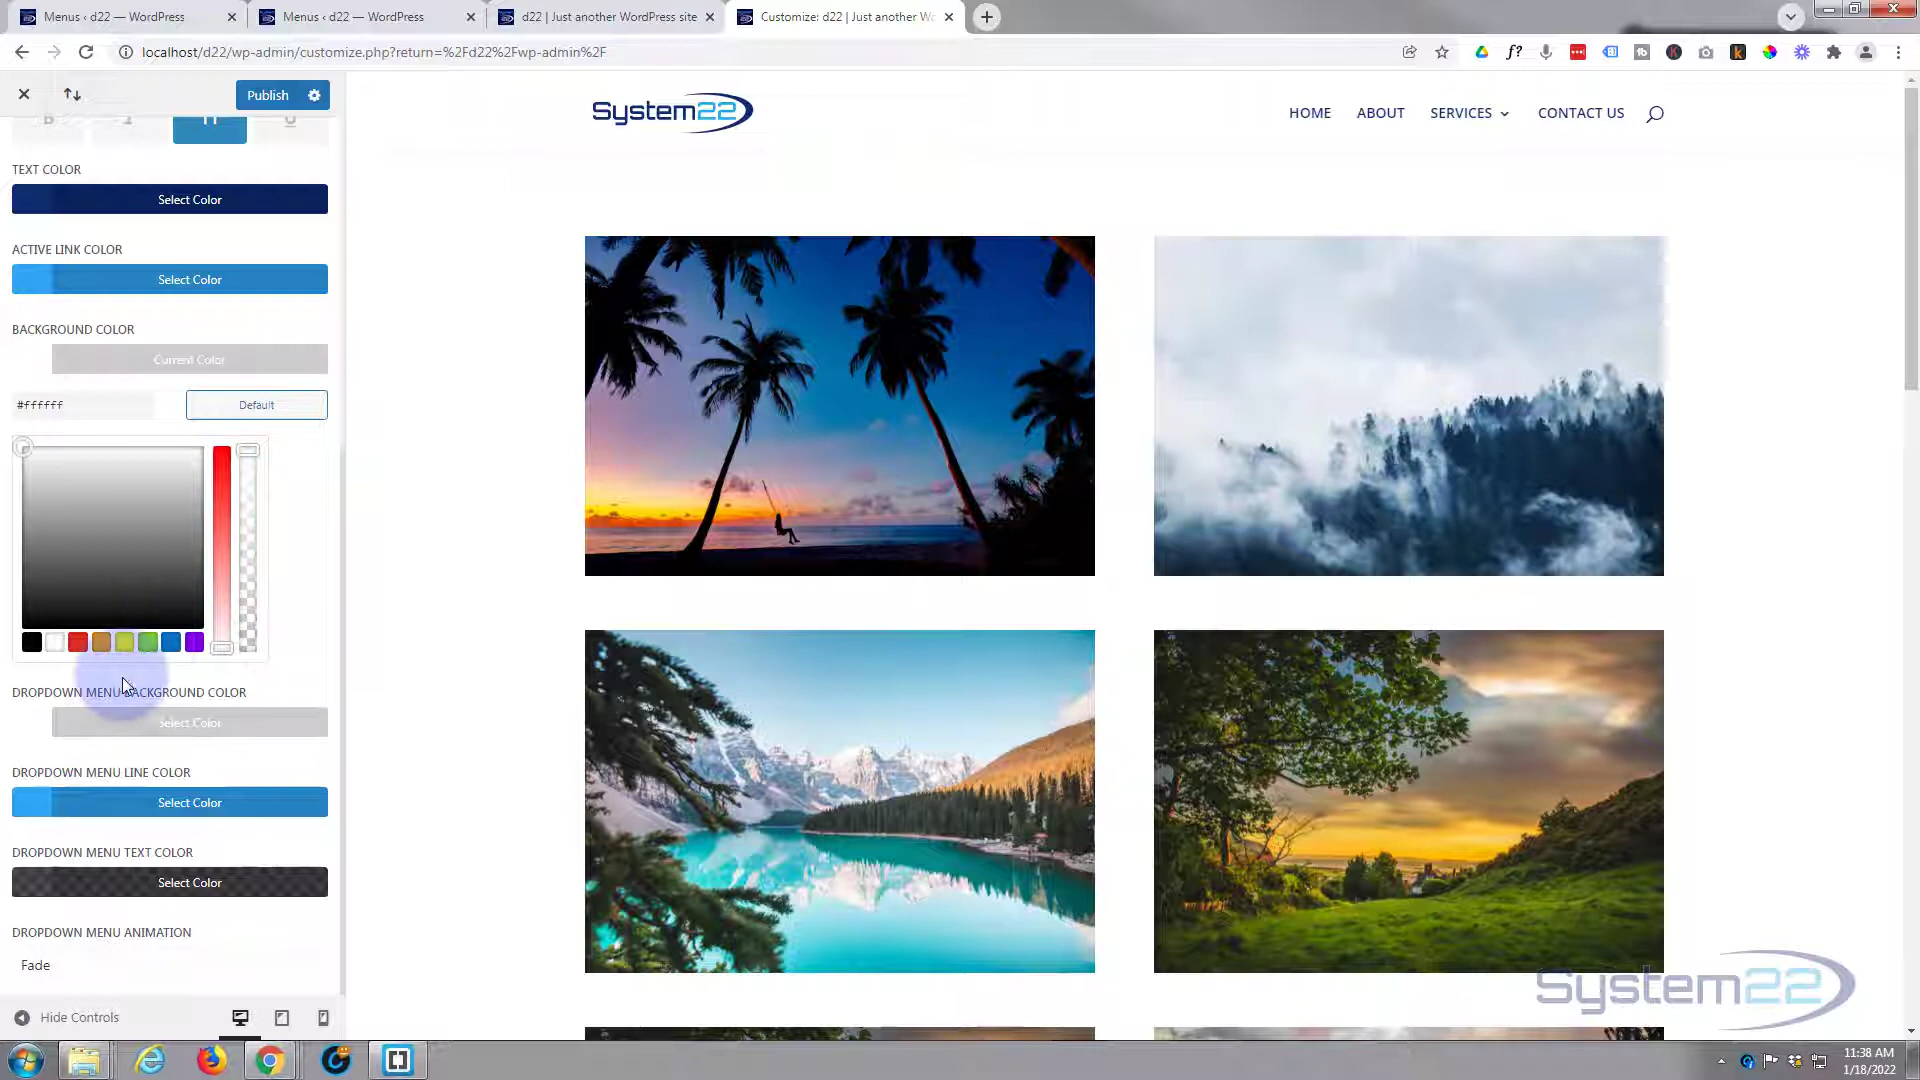 Menus ‹ d22 — WordPress
Menus ‹ d22 — WordPress
d22 | Just another WordPress site
Customize: d22 | Just another Wo
localhost/d22/wp-admin/customize.php?return=%2Fd22%2Fwp-admin%2F
Publish
System22
HOME ABOUT SERVICES CONTACT US
TEXT COLOR
Select Color
ACTIVE LINK COLOR
Select Color
BACKGROUND COLOR
Current Color
#ffffff Default
DROPDOWN MENU BACKGROUND COLOR
Select Color
DROPDOWN MENU LINE COLOR
Select Color
DROPDOWN MENU TEXT COLOR
Select Color
DROPDOWN MENU ANIMATION
Fade
System22
Hide Controls
11:38 AM
1/18/2022